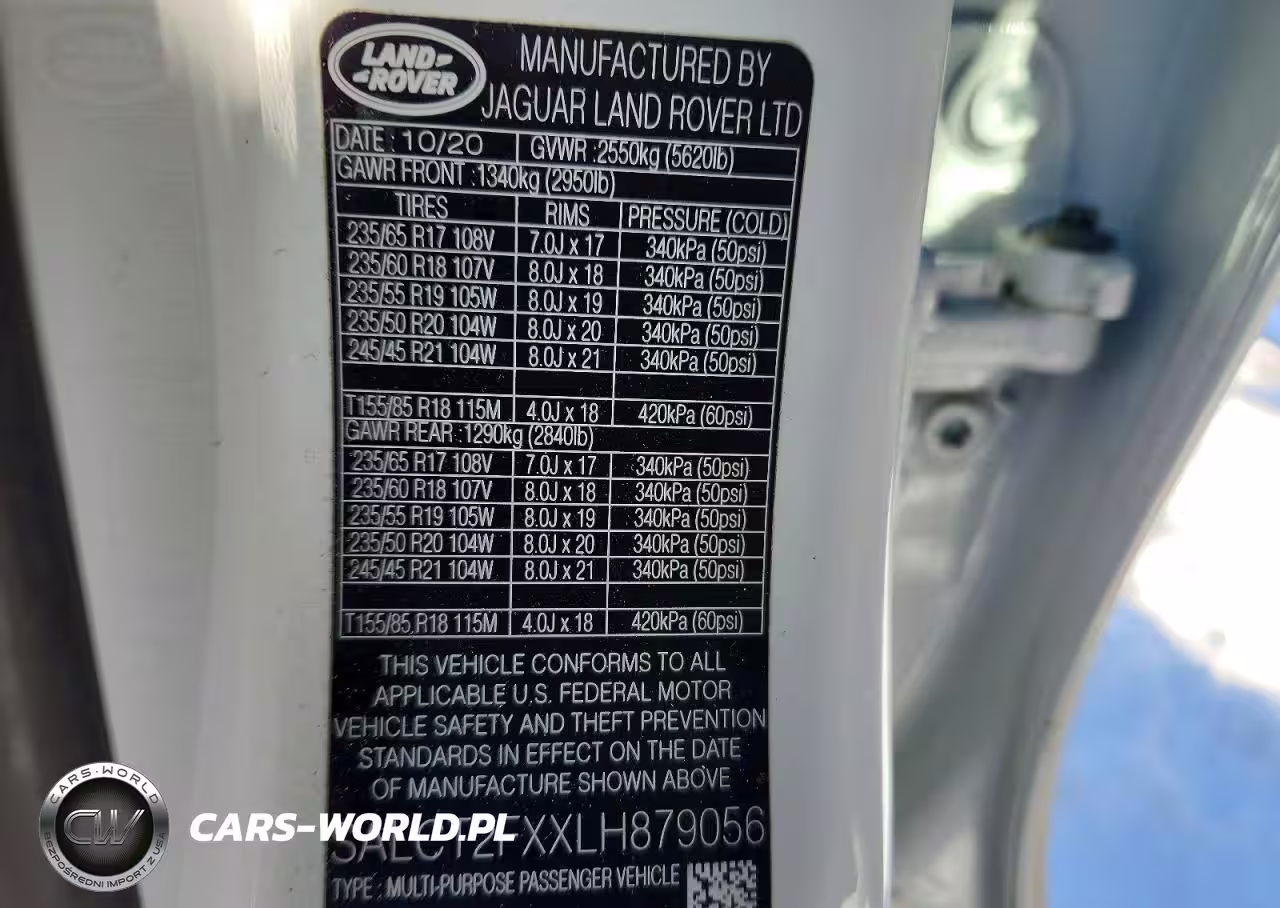 LAND
ROVER
MANUFACTURED BY
JAGUAR LAND ROVER LTD
DATE : 10/20 GVWR :2550kg (5620lb)
GAWR FRONT :1340kg (2950lb)
TIRES RIMS PRESSURE (COLD)
235/65 R17 108V 7.0J x 17 340kPa (50psi)
235/60 R18 107V 8.0J x 18 340kPa (50psi)
235/55 R19 105W 8.0J x 19 340kPa (50psi)
235/50 R20 104W 8.0J x 20 340kPa (50psi)
245/45 R21 104W 8.0J x 21 340kPa (50psi)
T155/85 R18 115M 4.0J x 18 420kPa (60psi)
GAWR REAR :1290kg (2840lb)
235/65 R17 108V 7.0J x 17 340kPa (50psi)
235/60 R18 107V 8.0J x 18 340kPa (50psi)
235/55 R19 105W 8.0J x 19 340kPa (50psi)
235/50 R20 104W 8.0J x 20 340kPa (50psi)
245/45 R21 104W 8.0J x 21 340kPa (50psi)
T155/85 R18 115M 4.0J x 18 420kPa (60psi)
THIS VEHICLE CONFORMS TO ALL
APPLICABLE U.S. FEDERAL MOTOR
VEHICLE SAFETY AND THEFT PREVENTION
STANDARDS IN EFFECT ON THE DATE
OF MANUFACTURE SHOWN ABOVE
TYPE : MULTI-PURPOSE PASSENGER VEHICLE
CARS-WORLD
CW
BEZPOŚREDNI IMPORT Z USA
CARS-WORLD.PL